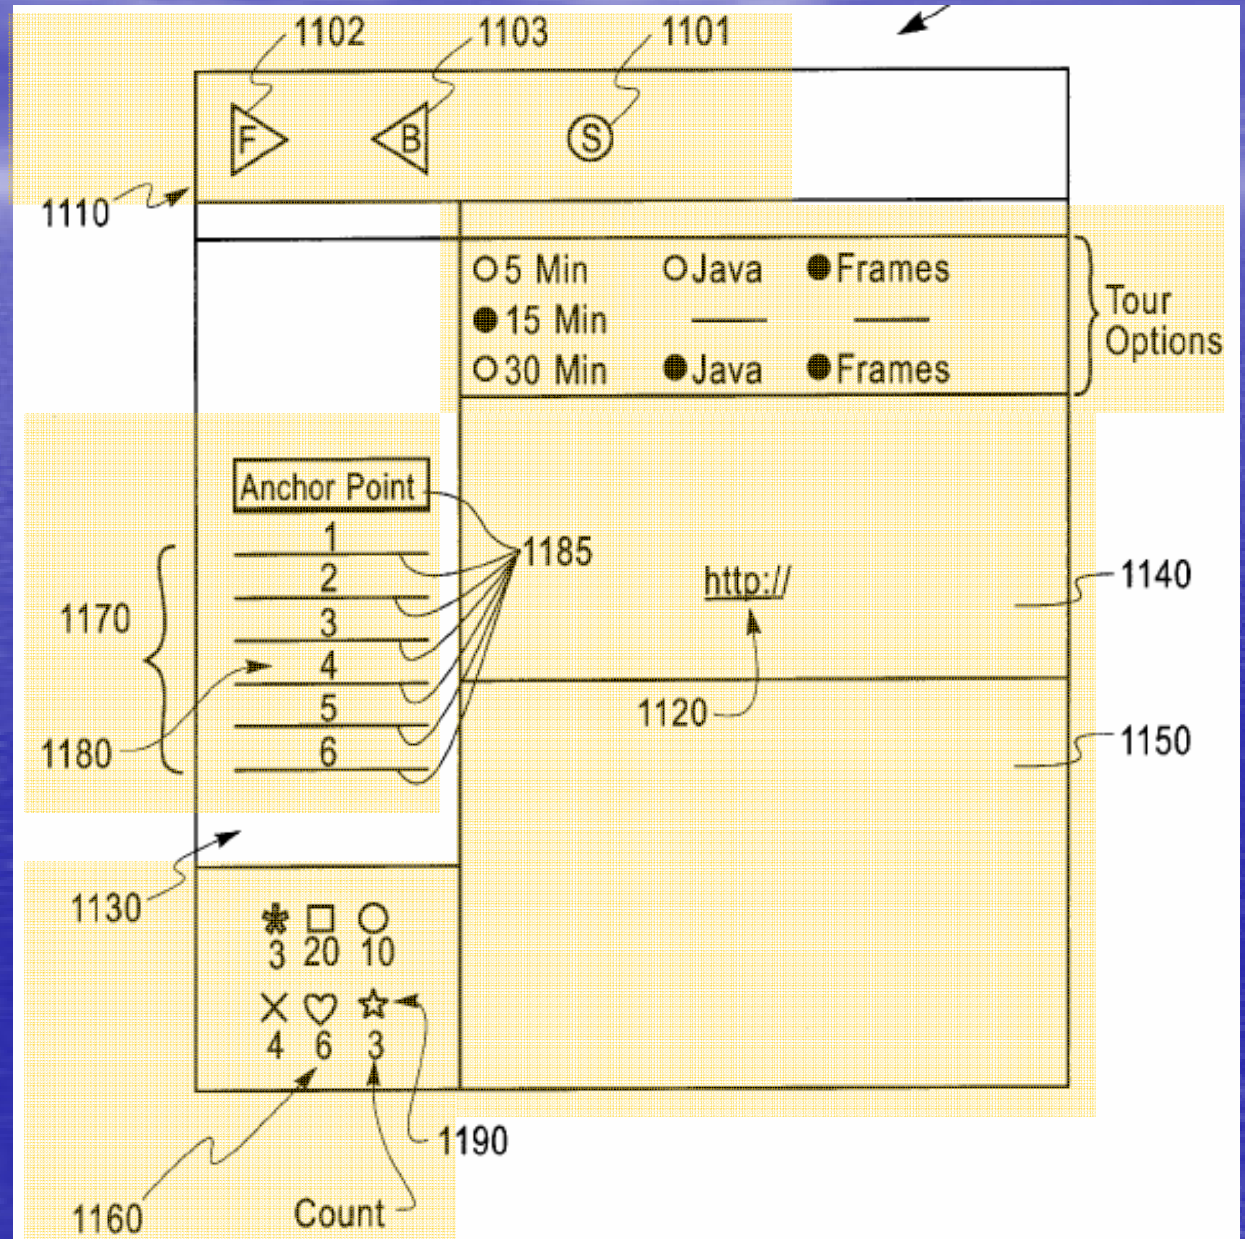 1102 1103 1101
F B S
1110
5 Min Java Frames
15 Min
30 Min Java Frames
Tour
Options
Anchor Point
1
2
3
4
5
6
1185
1170
1180
http://
1120
1140
1150
1130
3 20 10
4 6 3
1190
1160
Count